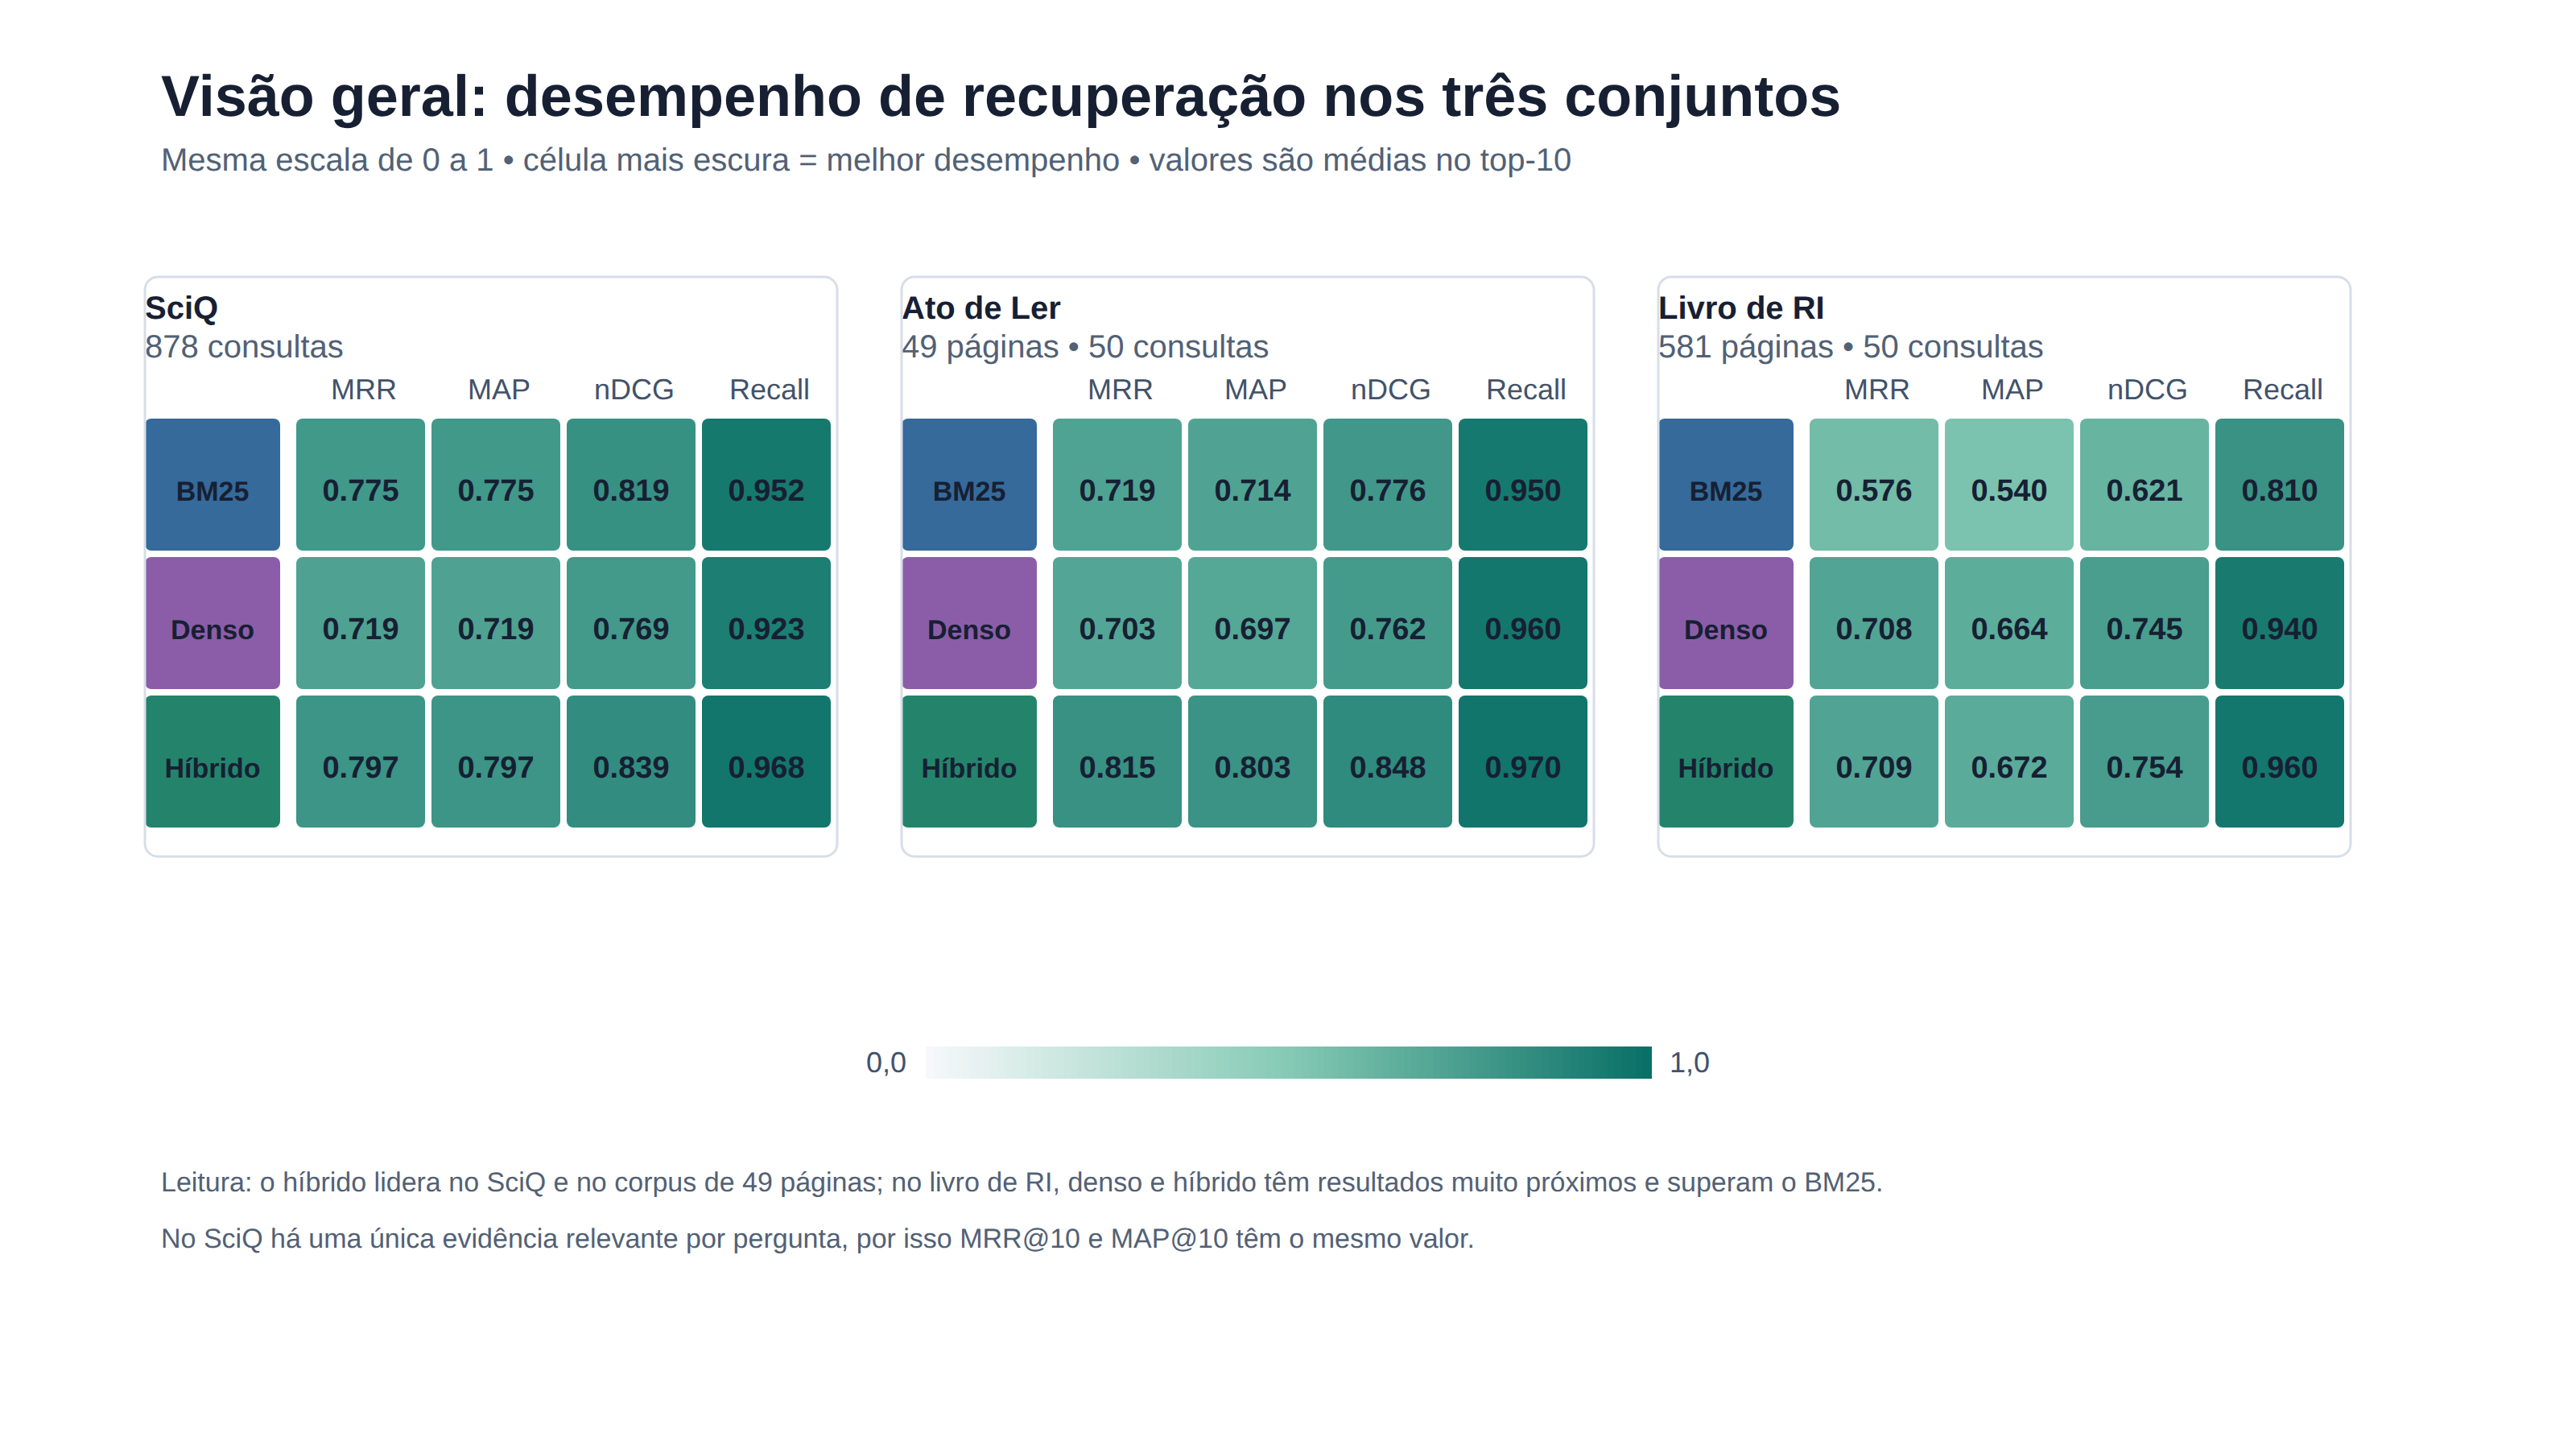 Visão geral: desempenho de recuperação nos três conjuntos
Mesma escala de 0 a 1 • célula mais escura = melhor desempenho • valores são médias no top-10
SciQ
878 consultas
MRR MAP nDCG Recall
BM25 0.775 0.775 0.819 0.952
Denso 0.719 0.719 0.769 0.923
Híbrido 0.797 0.797 0.839 0.968
Ato de Ler
49 páginas • 50 consultas
MRR MAP nDCG Recall
BM25 0.719 0.714 0.776 0.950
Denso 0.703 0.697 0.762 0.960
Híbrido 0.815 0.803 0.848 0.970
Livro de RI
581 páginas • 50 consultas
MRR MAP nDCG Recall
BM25 0.576 0.540 0.621 0.810
Denso 0.708 0.664 0.745 0.940
Híbrido 0.709 0.672 0.754 0.960
0,0 1,0
Leitura: o híbrido lidera no SciQ e no corpus de 49 páginas; no livro de RI, denso e híbrido têm resultados muito próximos e superam o BM25.
No SciQ há uma única evidência relevante por pergunta, por isso MRR@10 e MAP@10 têm o mesmo valor.